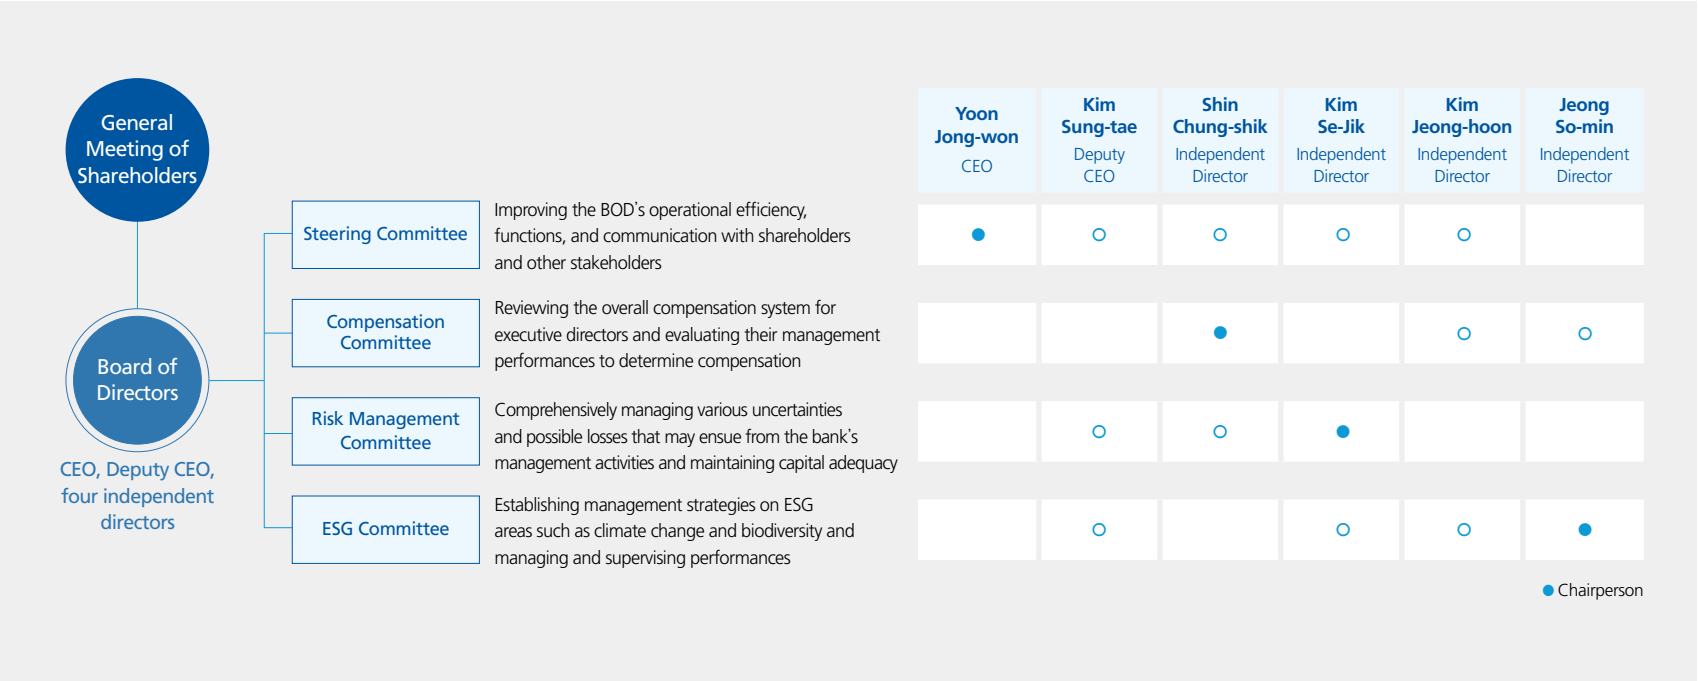 General
Meeting of
Shareholders
Board of
Directors
CEO, Deputy CEO,
four independent
directors
Yoon
Jong-won
CEO
Kim
Sung-tae
Deputy
CEO
Shin
Chung-shik
Independent
Director
Kim
Se-Jik
Independent
Director
Kim
Jeong-hoon
Independent
Director
Jeong
So-min
Independent
Director
Steering Committee
Improving the BOD's operational efficiency,
functions, and communication with shareholders
and other stakeholders
Compensation
Committee
Reviewing the overall compensation system for
executive directors and evaluating their management
performances to determine compensation
Risk Management
Committee
Comprehensively managing various uncertainties
and possible losses that may ensue from the bank's
management activities and maintaining capital adequacy
ESG Committee
Establishing management strategies on ESG
areas such as climate change and biodiversity and
managing and supervising performances
Chairperson